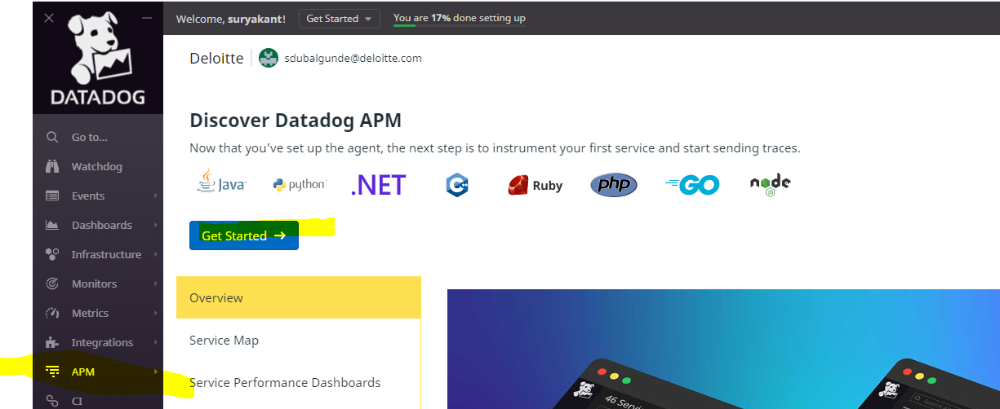 Welcome, suryakant! Get Started You are 17% done setting up
DATADOG
Deloitte sdubalgunde@deloitte.com
Discover Datadog APM
Now that you've set up the agent, the next step is to instrument your first service and start sending traces.
Java python .NET C++ Ruby php GO node
JS
Get Started →
Go to...
Watchdog
Events
Dashboards
Infrastructure
Monitors
Metrics
Integrations
APM
CI
Overview
Service Map
Service Performance Dashboards
46 Servi